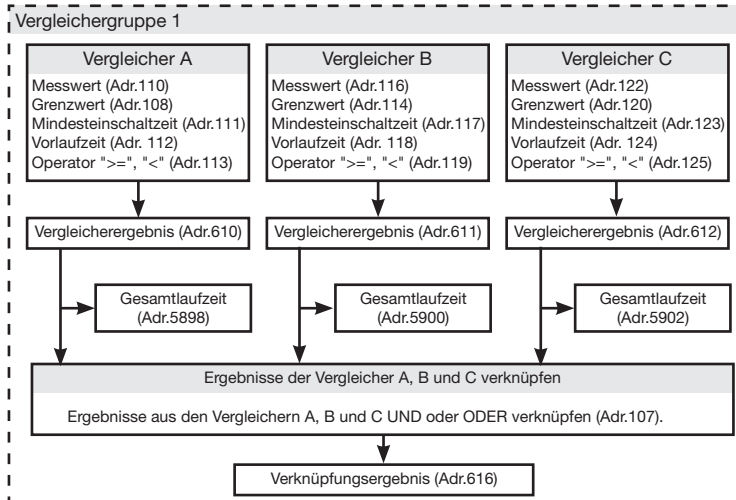 Vergleichergruppe 1
Vergleicher A
Messwert (Adr.110)
Grenzwert (Adr.108)
Mindesteinschaltzeit (Adr.111)
Vorlaufzeit (Adr. 112)
Operator ">=", "<" (Adr.113)
Vergleicher B
Messwert (Adr.116)
Grenzwert (Adr.114)
Mindesteinschaltzeit (Adr.117)
Vorlaufzeit (Adr. 118)
Operator ">=", "<" (Adr.119)
Vergleicher C
Messwert (Adr.122)
Grenzwert (Adr.120)
Mindesteinschaltzeit (Adr.123)
Vorlaufzeit (Adr. 124)
Operator ">=", "<" (Adr.125)
Vergleicherergebnis (Adr.610)
Vergleicherergebnis (Adr.611)
Vergleicherergebnis (Adr.612)
Gesamtlaufzeit
(Adr.5898)
Gesamtlaufzeit
(Adr.5900)
Gesamtlaufzeit
(Adr.5902)
Ergebnisse der Vergleicher A, B und C verknüpfen
Ergebnisse aus den Vergleichern A, B und C UND oder ODER verknüpfen (Adr.107).
Verknüpfungsergebnis (Adr.616)